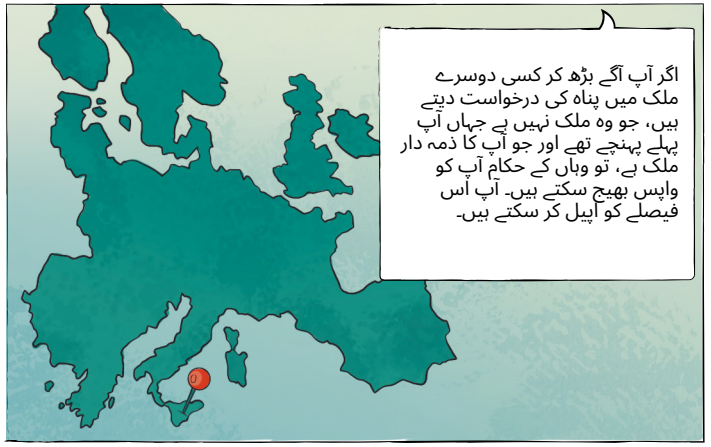 اگر آپ آگے بڑھ کر کسی دوسرے
ملک میں پناہ کی درخواست دیتے
ہیں، جو وہ ملک نہیں ہے جہاں آپ
پہلے پہنچے تھے اور جو آپ کا ذمہ دار
ملک ہے، تو وہاں کے حکام آپ کو
واپس بھیج سکتے ہیں۔ آپ اس
فیصلے کو اپیل کر سکتے ہیں۔